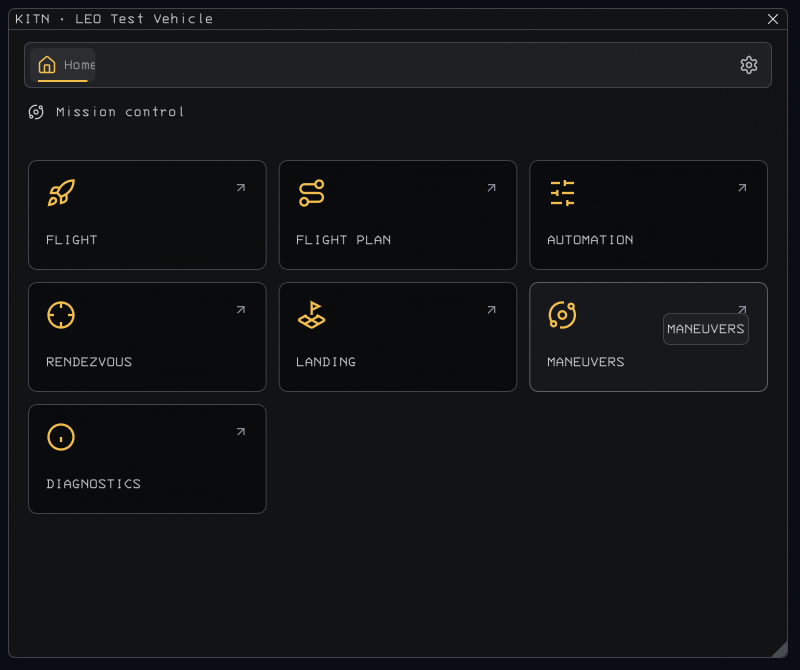 KITN · LEO Test Vehicle
Home
Mission control
FLIGHT
FLIGHT PLAN
AUTOMATION
RENDEZVOUS
LANDING
MANEUVERS
MANEUVERS
DIAGNOSTICS